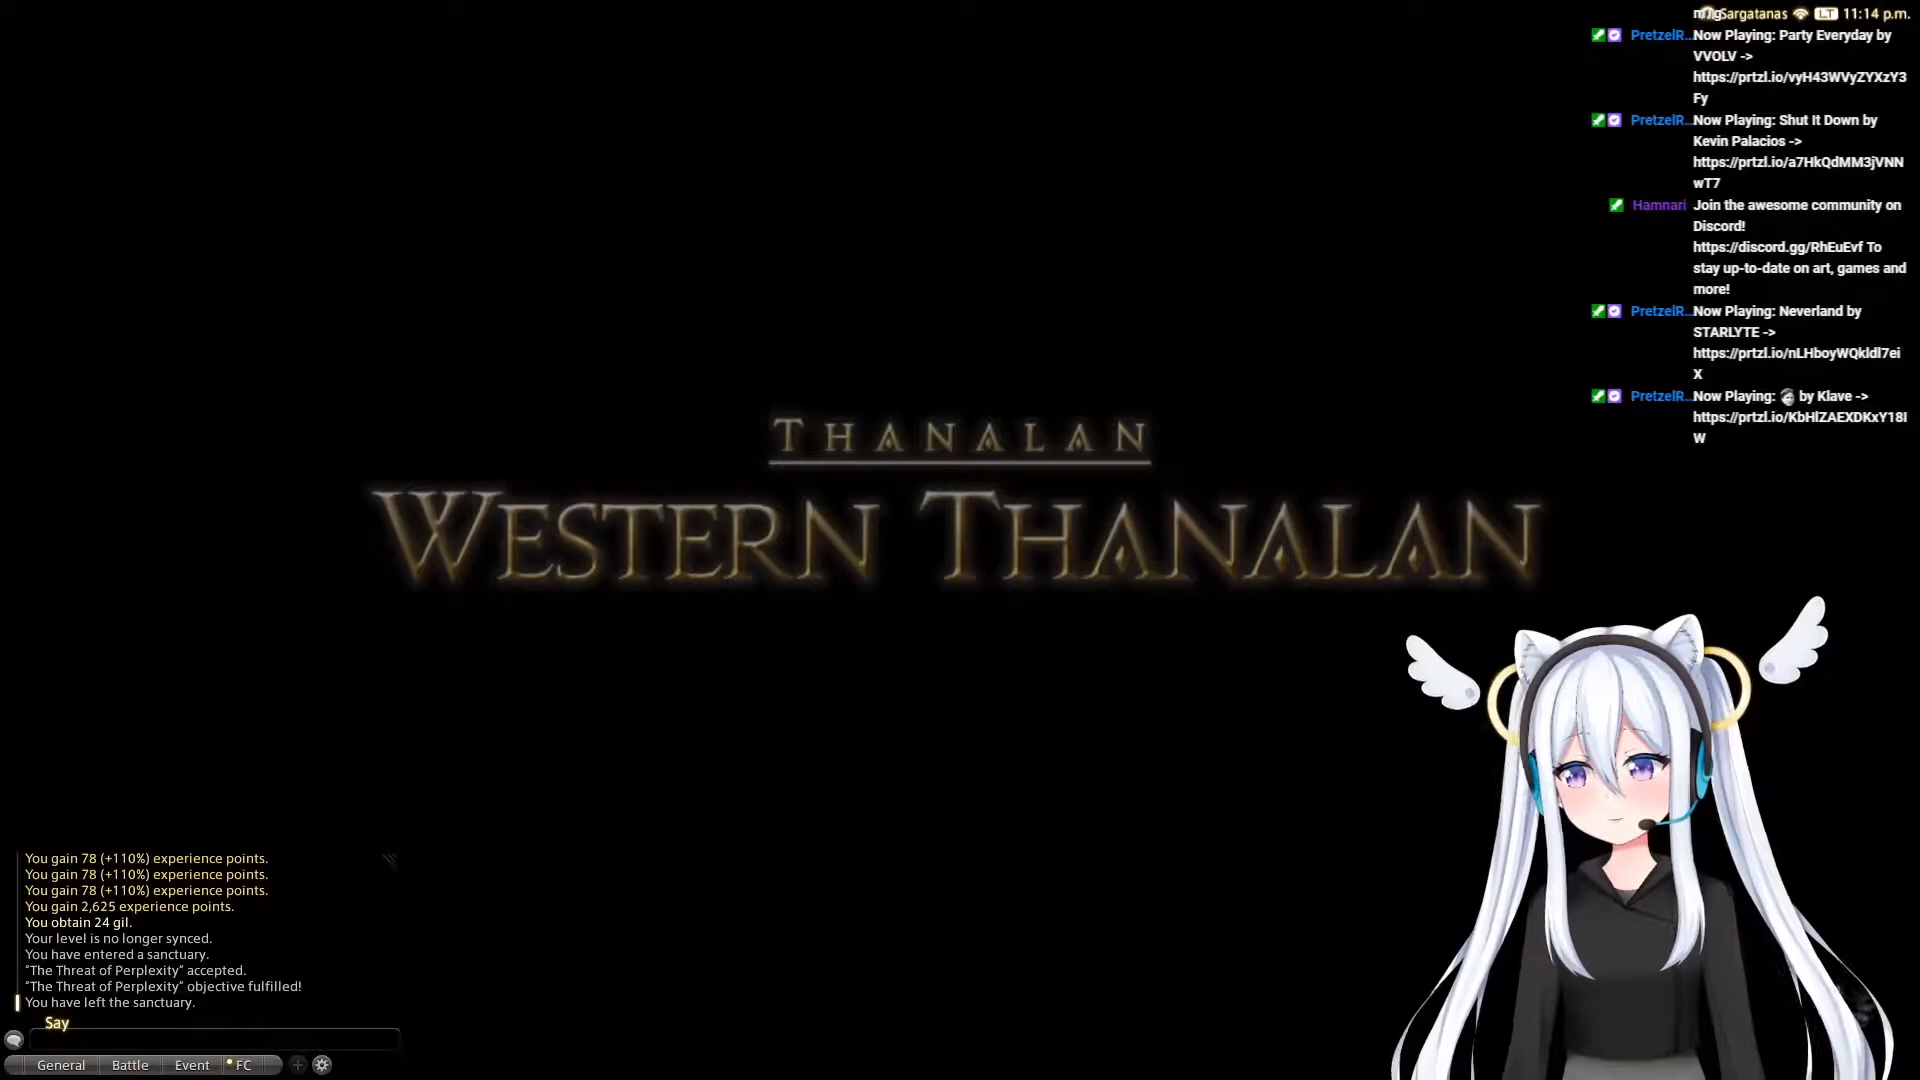 Sargatanas LT 11:14 p.m.
PretzelR... Now Playing: Party Everyday by
VVOLV ->
https://prtzl.io/vyH43WVyZYXzY3
Fy
PretzelR... Now Playing: Shut It Down by
Kevin Palacios ->
https://prtzl.io/a7HkQdMM3jVNN
wT7
Hamnari Join the awesome community on
Discord!
https://discord.gg/RhEuEvf To
stay up-to-date on art, games and
more!
PretzelR... Now Playing: Neverland by
STARLYTE ->
https://prtzl.io/nLHboyWQkldl7ei
X
PretzelR... Now Playing: by Klave ->
https://prtzl.io/KbHlZAEXDKxY18I
W
THANALAN
WESTERN THANALAN
You gain 78 (+110%) experience points.
You gain 78 (+110%) experience points.
You gain 78 (+110%) experience points.
You gain 2,625 experience points.
You obtain 24 gil.
Your level is no longer synced.
You have entered a sanctuary.
"The Threat of Perplexity" accepted.
"The Threat of Perplexity" objective fulfilled!
You have left the sanctuary.
Say
General Battle Event FC